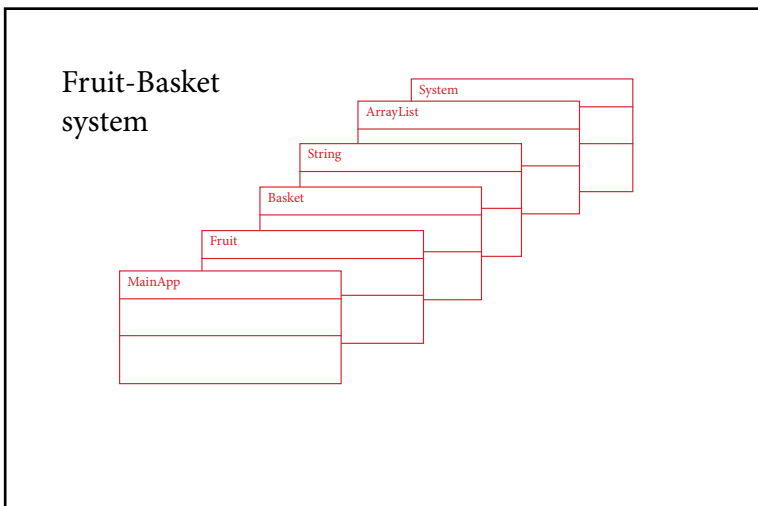 Fruit-Basket
system
System
ArrayList
String
Basket
Fruit
MainApp